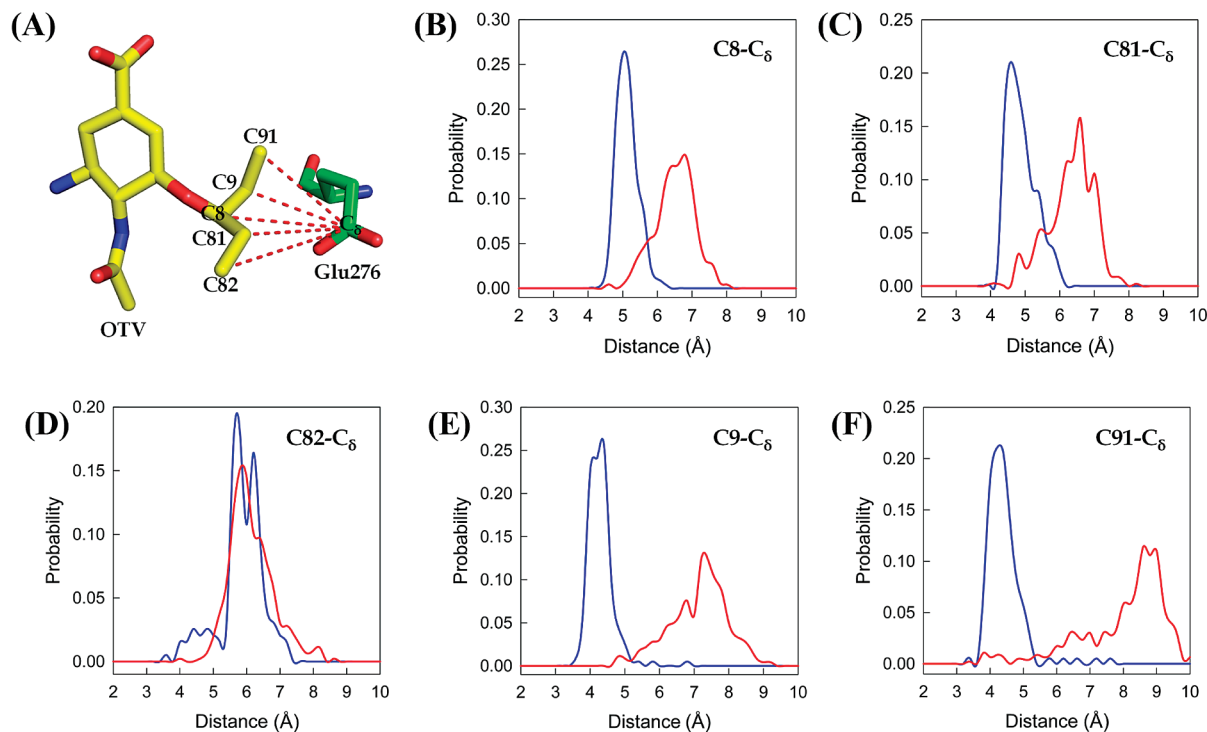 (A)
C91
C9
C8
C81
C82
Cδ
Glu276
OTV
(B)
C8-Cδ
Probability
0.30
0.25
0.20
0.15
0.10
0.05
0.00
2 3 4 5 6 7 8 9 10
Distance (Å)
(C)
C81-Cδ
Probability
0.25
0.20
0.15
0.10
0.05
0.00
2 3 4 5 6 7 8 9 10
Distance (Å)
(D)
C82-Cδ
Probability
0.20
0.15
0.10
0.05
0.00
2 3 4 5 6 7 8 9 10
Distance (Å)
(E)
C9-Cδ
Probability
0.30
0.25
0.20
0.15
0.10
0.05
0.00
2 3 4 5 6 7 8 9 10
Distance (Å)
(F)
C91-Cδ
Probability
0.25
0.20
0.15
0.10
0.05
0.00
2 3 4 5 6 7 8 9 10
Distance (Å)